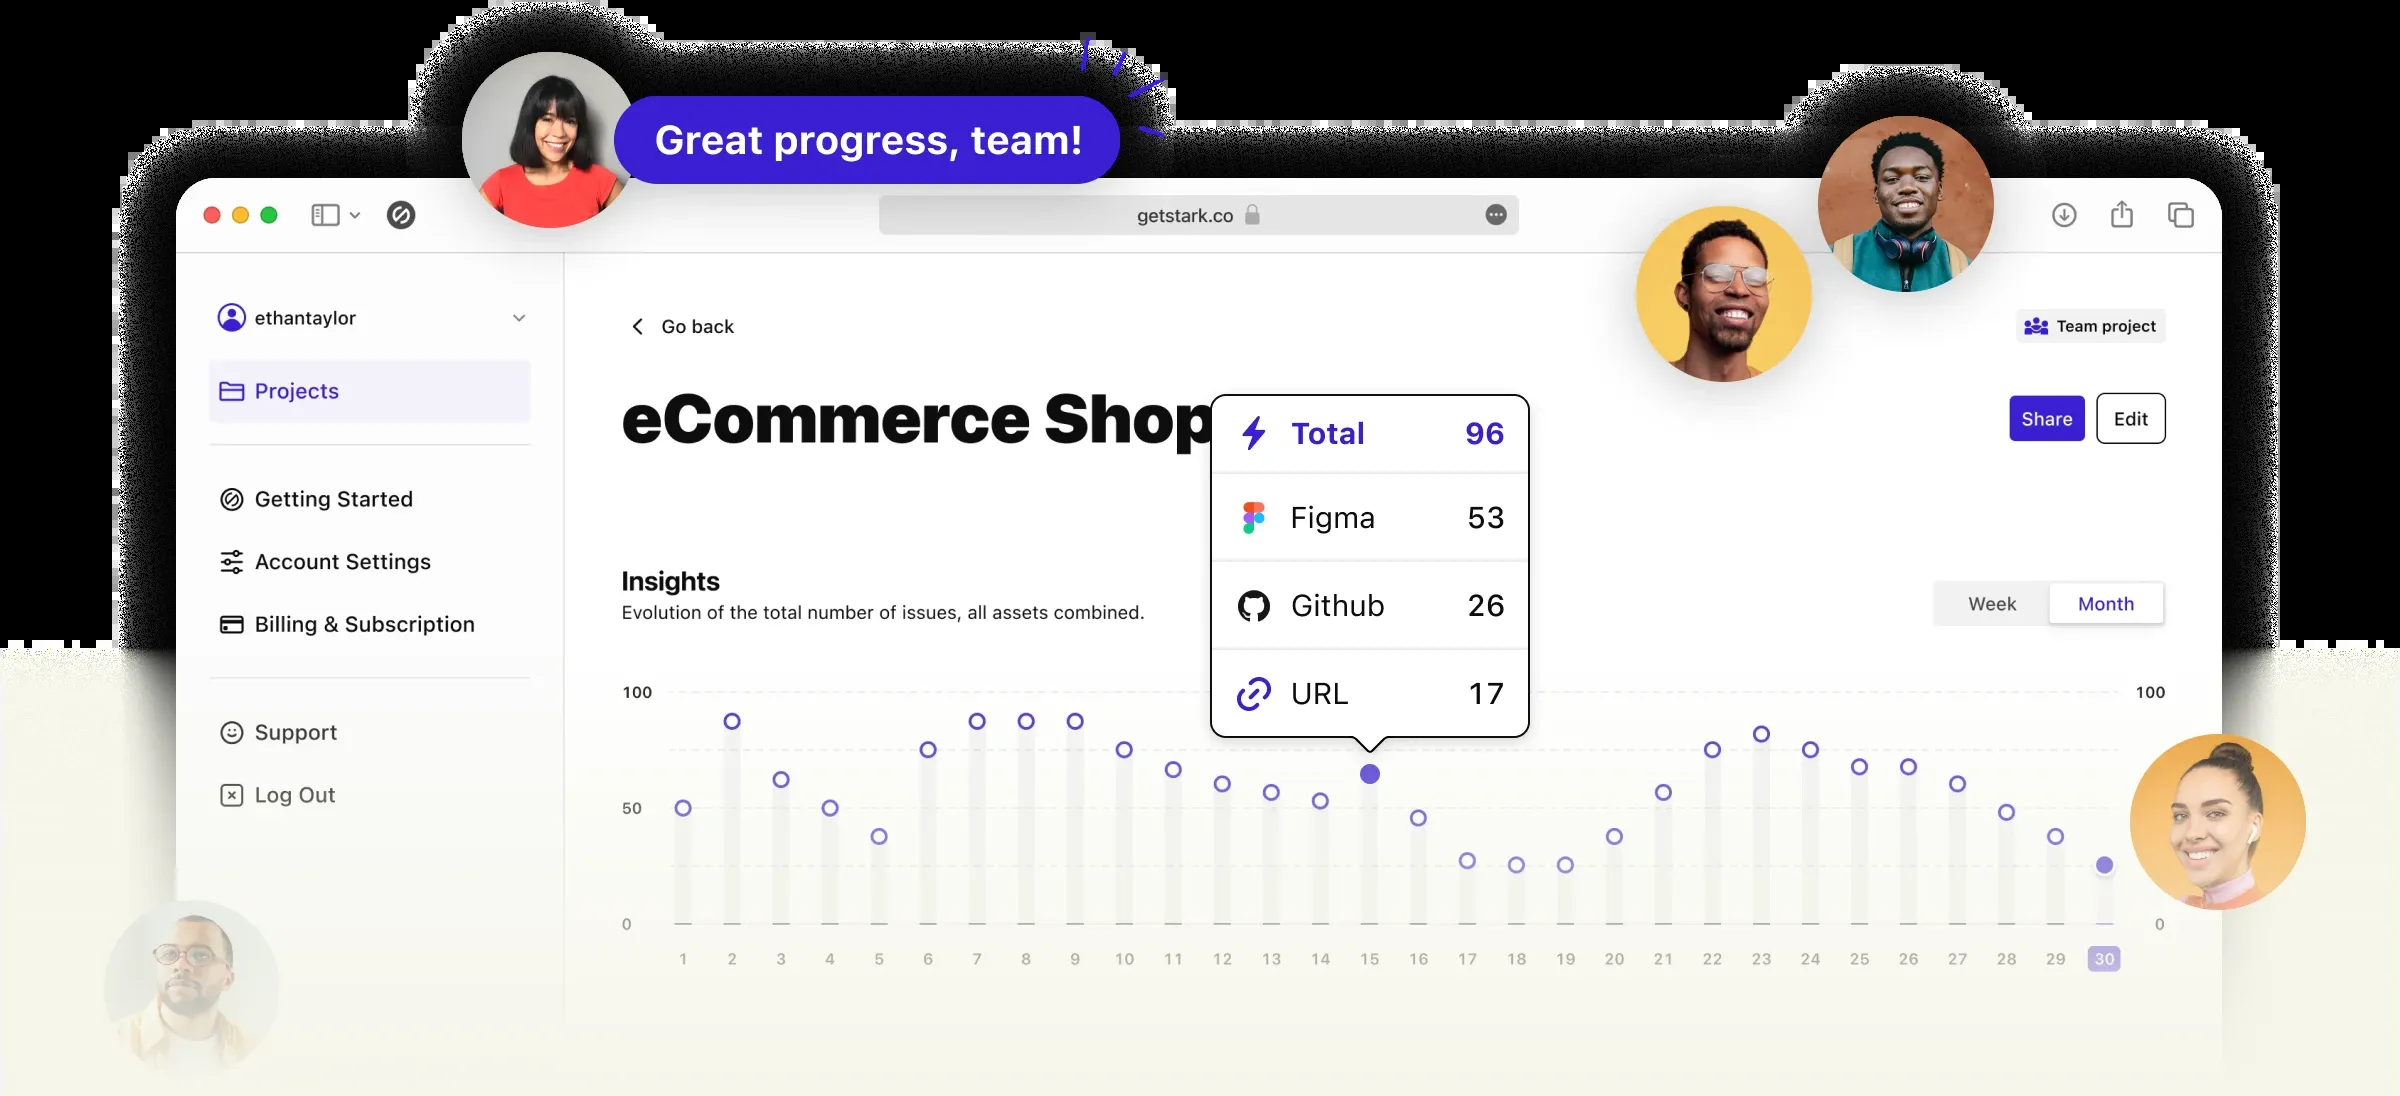 Great progress, team!
getstark.co
ethantaylor
Projects
Getting Started
Account Settings
Billing & Subscription
Support
Log Out
Go back
Team project
eCommerce Shop
Share
Edit
Total 96
Figma 53
Github 26
URL 17
Insights
Evolution of the total number of issues, all assets combined.
Week Month
100 100
50
0 0
1 2 3 4 5 6 7 8 9 10 11 12 13 14 15 16 17 18 19 20 21 22 23 24 25 26 27 28 29 30